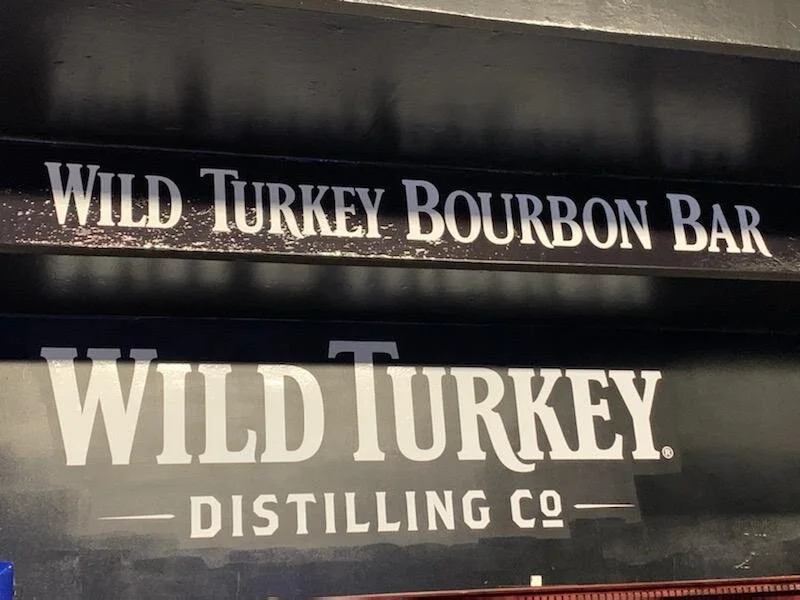 Wild Turkey Bourbon Bar
Wild Turkey®
DISTILLING Co